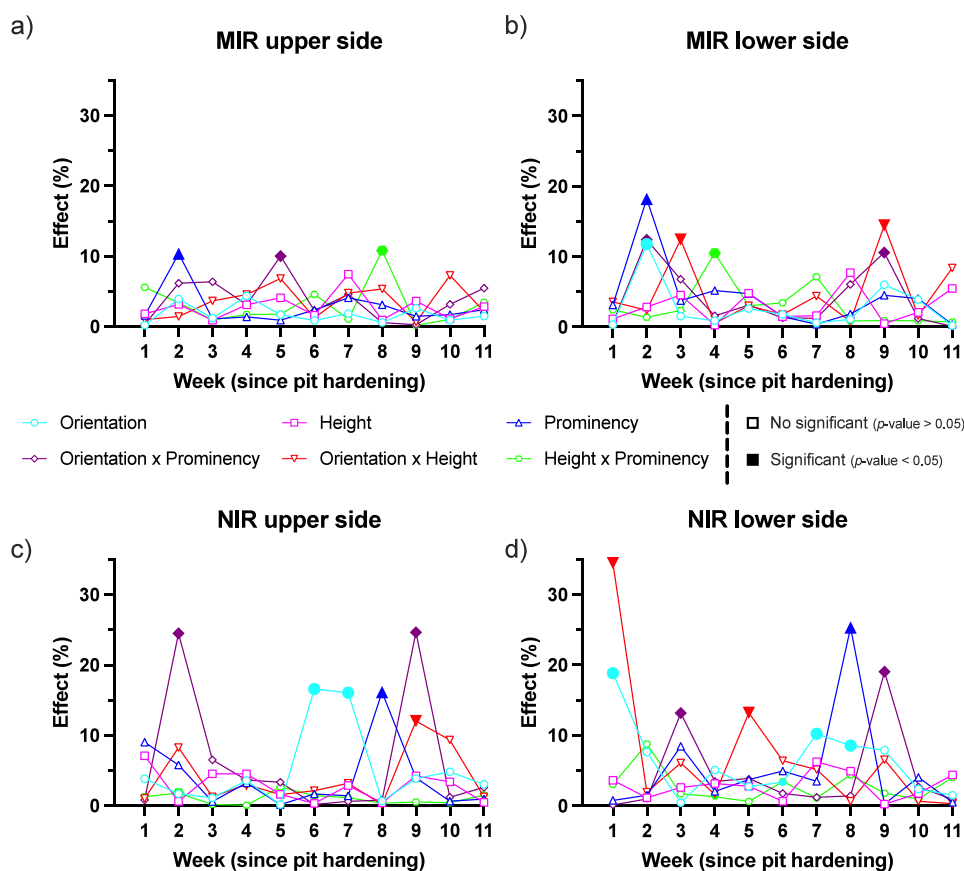 a)
MIR upper side
Effect (%)
30
20
10
0
1 2 3 4 5 6 7 8 9 10 11
Week (since pit hardening)
b)
MIR lower side
Effect (%)
30
20
10
0
1 2 3 4 5 6 7 8 9 10 11
Week (since pit hardening)
Orientation
Height
Prominency
No significant (p-value > 0.05)
Orientation x Prominency
Orientation x Height
Height x Prominency
Significant (p-value < 0.05)
c)
NIR upper side
Effect (%)
30
20
10
0
1 2 3 4 5 6 7 8 9 10 11
Week (since pit hardening)
d)
NIR lower side
Effect (%)
30
20
10
0
1 2 3 4 5 6 7 8 9 10 11
Week (since pit hardening)